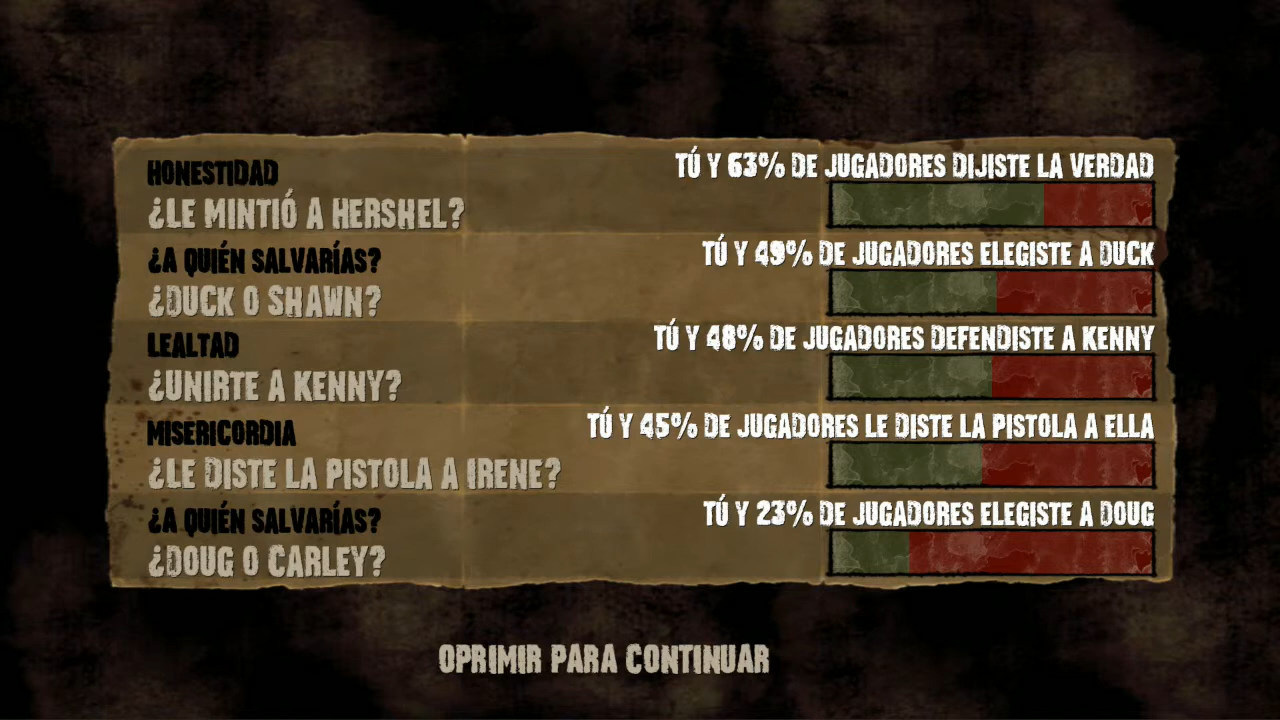 HONESTIDAD
TÚ Y 63% DE JUGADORES DIJISTE LA VERDAD
¿LE MINTIÓ A HERSHEL?
¿A QUIÉN SALVARÍAS?
TÚ Y 49% DE JUGADORES ELEGISTE A DUCK
¿DUCK O SHAWN?
LEALTAD
TÚ Y 48% DE JUGADORES DEFENDISTE A KENNY
¿UNIRTE A KENNY?
MISERICORDIA
TÚ Y 45% DE JUGADORES LE DISTE LA PISTOLA A ELLA
¿LE DISTE LA PISTOLA A IRENE?
¿A QUIÉN SALVARÍAS?
TÚ Y 23% DE JUGADORES ELEGISTE A DOUG
¿DOUG O CARLEY?
OPRIMIR PARA CONTINUAR